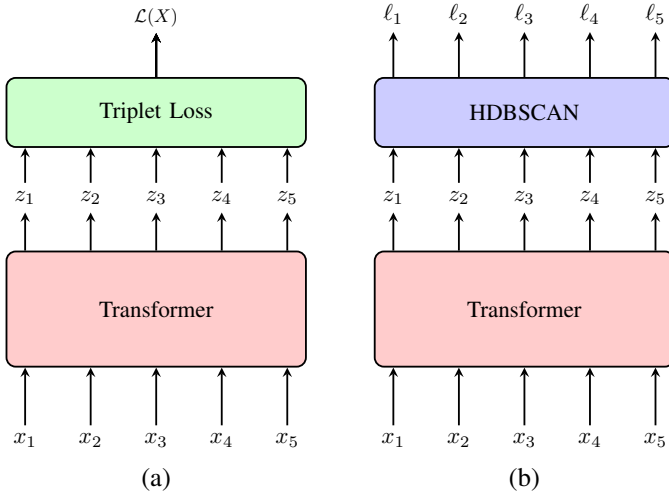 ℒ(X)
Triplet Loss
z₁ z₂ z₃ z₄ z₅
Transformer
x₁ x₂ x₃ x₄ x₅
(a)
ℓ₁ ℓ₂ ℓ₃ ℓ₄ ℓ₅
HDBSCAN
z₁ z₂ z₃ z₄ z₅
Transformer
x₁ x₂ x₃ x₄ x₅
(b)